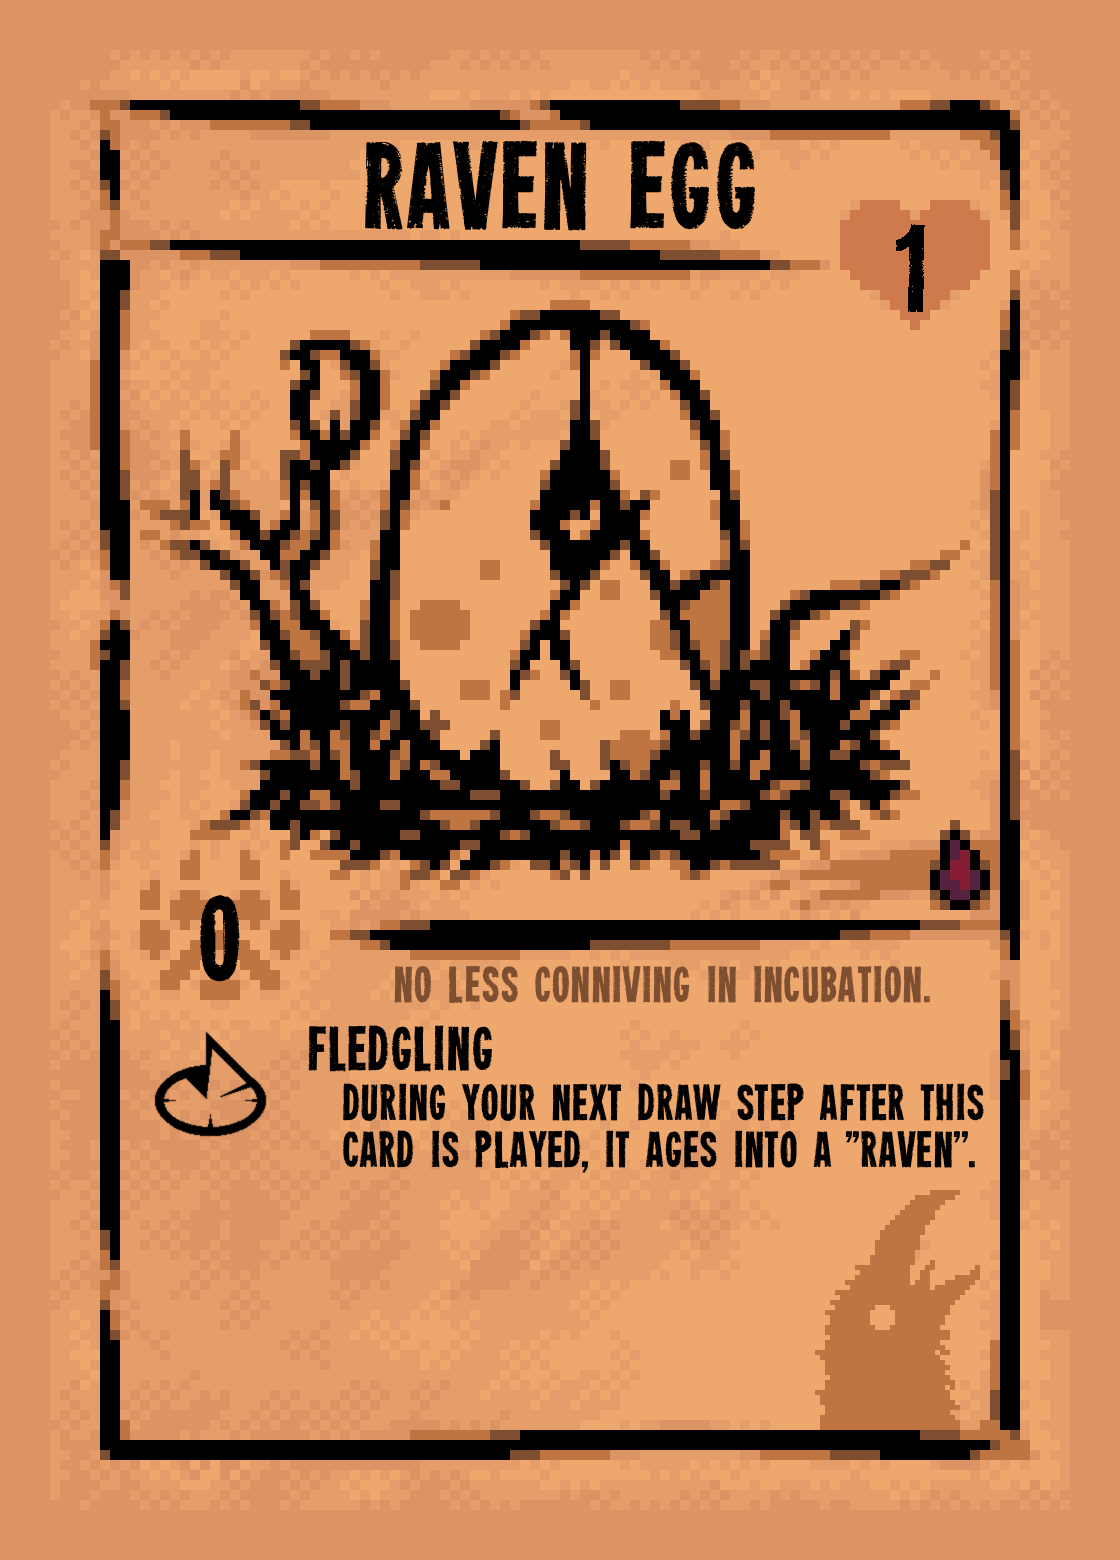 RAVEN EGG
1
0
NO LESS CONNIVING IN INCUBATION.
FLEDGLING
DURING YOUR NEXT DRAW STEP AFTER THIS
CARD IS PLAYED, IT AGES INTO A "RAVEN".